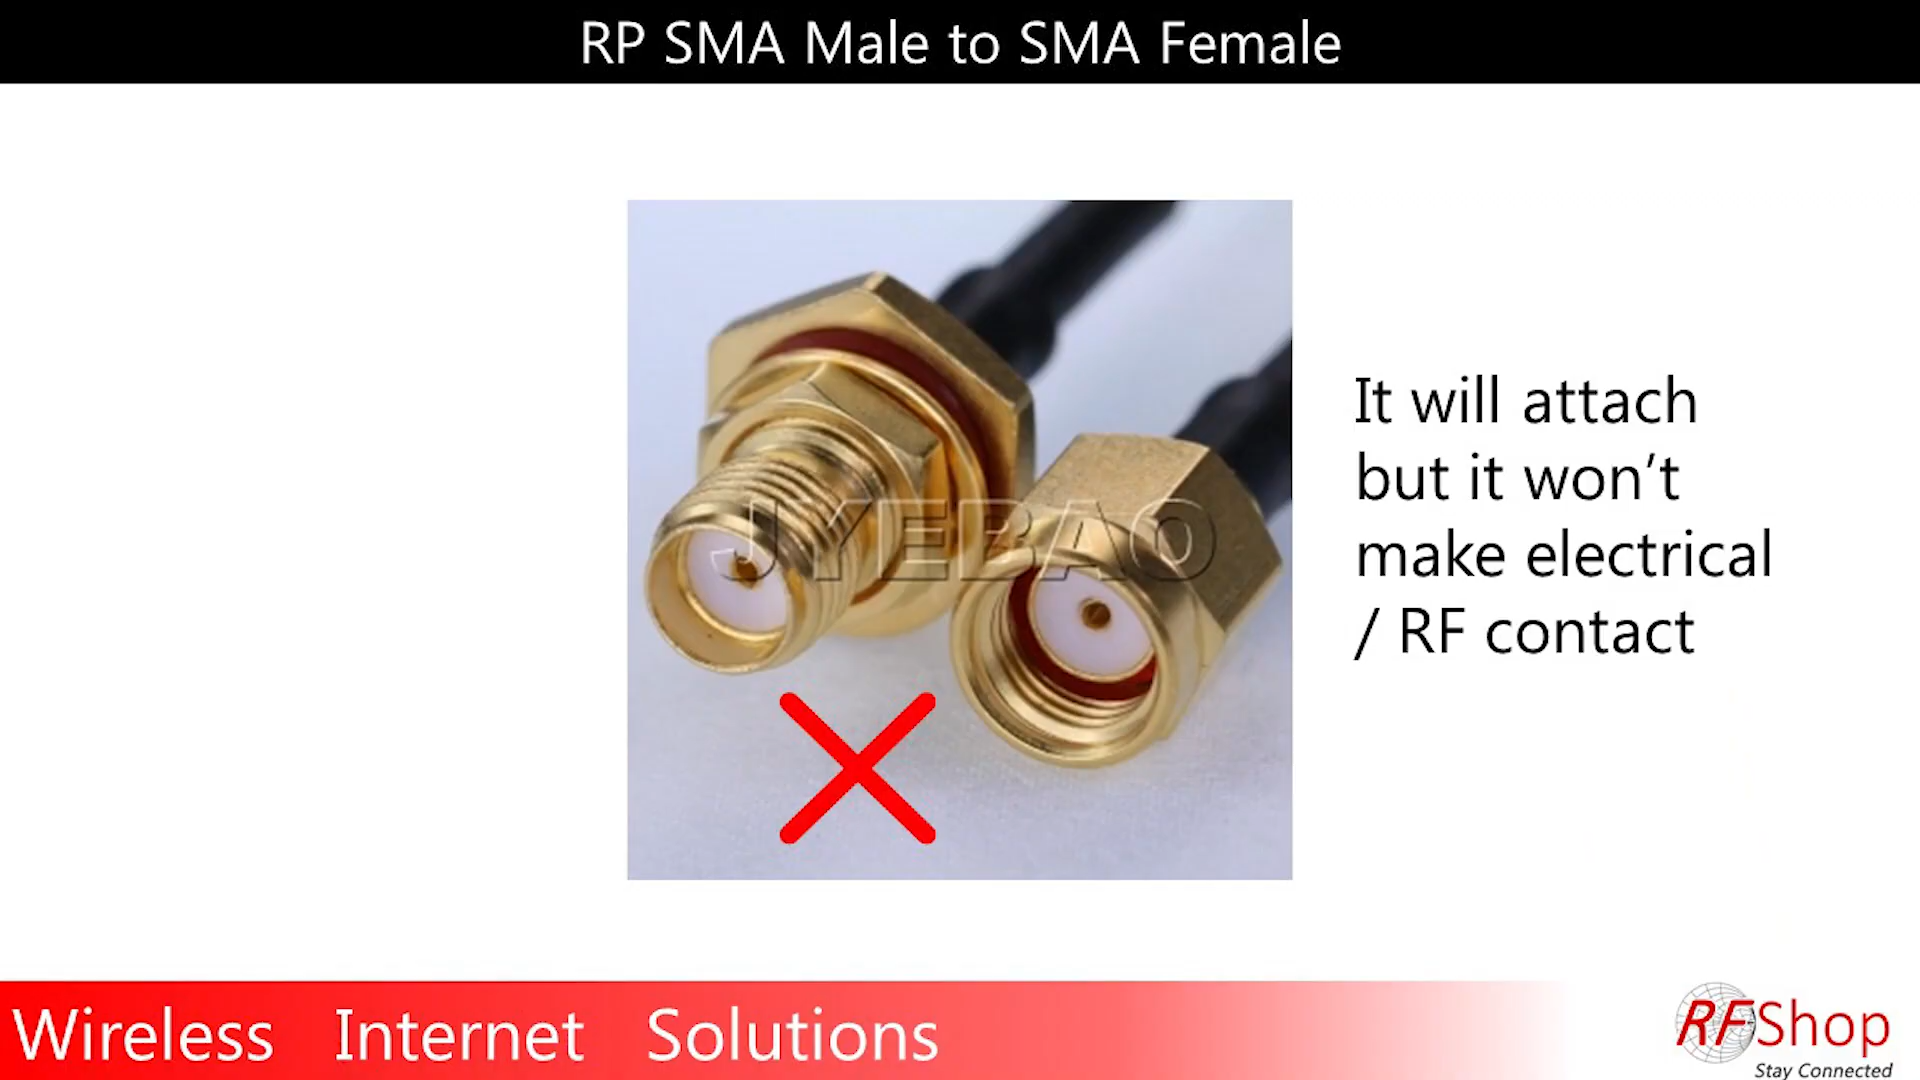 RP SMA Male to SMA Female
JYEBAO
It will attach
but it won’t
make electrical
/ RF contact
Wireless Internet Solutions
RFShop
Stay Connected